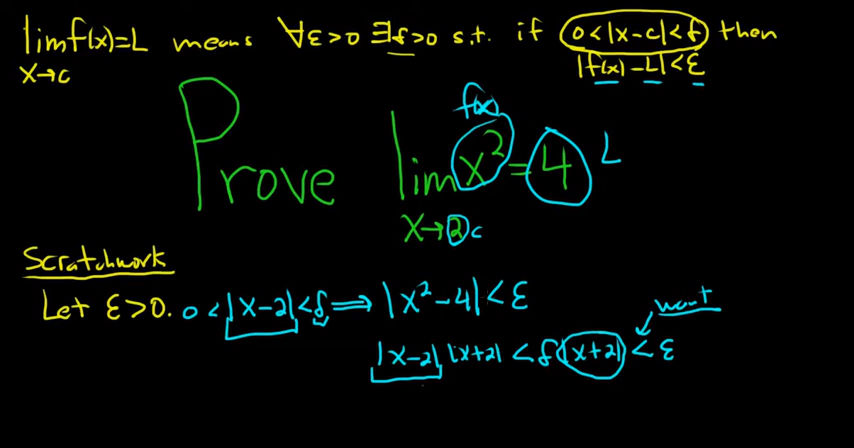 lim f(x) = L means ∀ε>0 ∃δ>0 s.t. if 0<|x-c|<δ then
x→c |f(x) - L| < ε
f(x)
Prove lim x² = 4 L
x→2 c
Scratchwork
Let ε>0. 0<|x-2|<δ ⟹ |x²-4|<ε
want
|x-2| |x+2| < δ|x+2| < ε